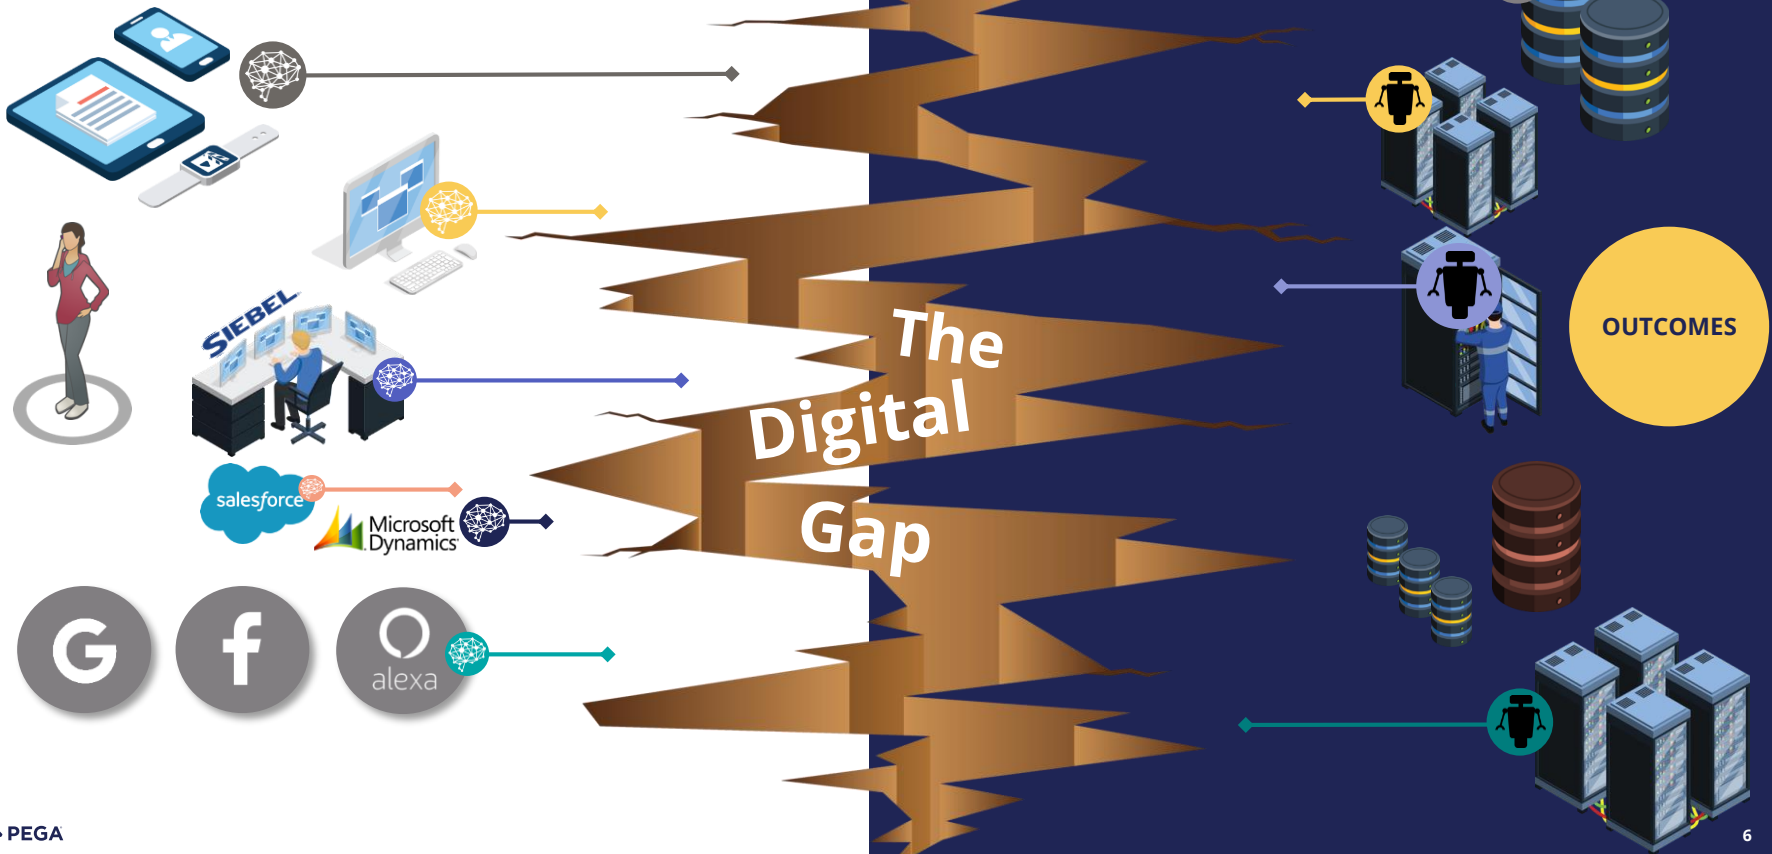 SIEBEL
salesforce
Microsoft
Dynamics
G
f
alexa
The
Digital
Gap
OUTCOMES
PEGA
6